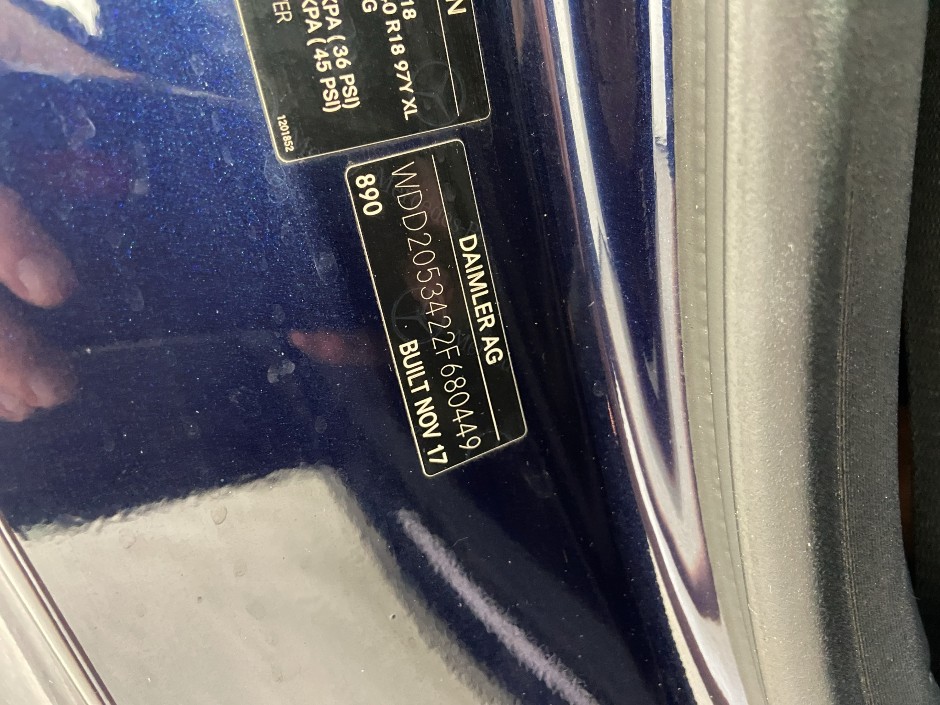 N
18
0 R18 97Y XL
G
KPA ( 36 PSI)
KPA ( 45 PSI)
1201852
DAIMLER AG
WDD2053422F680449
890 BUILT NOV 17